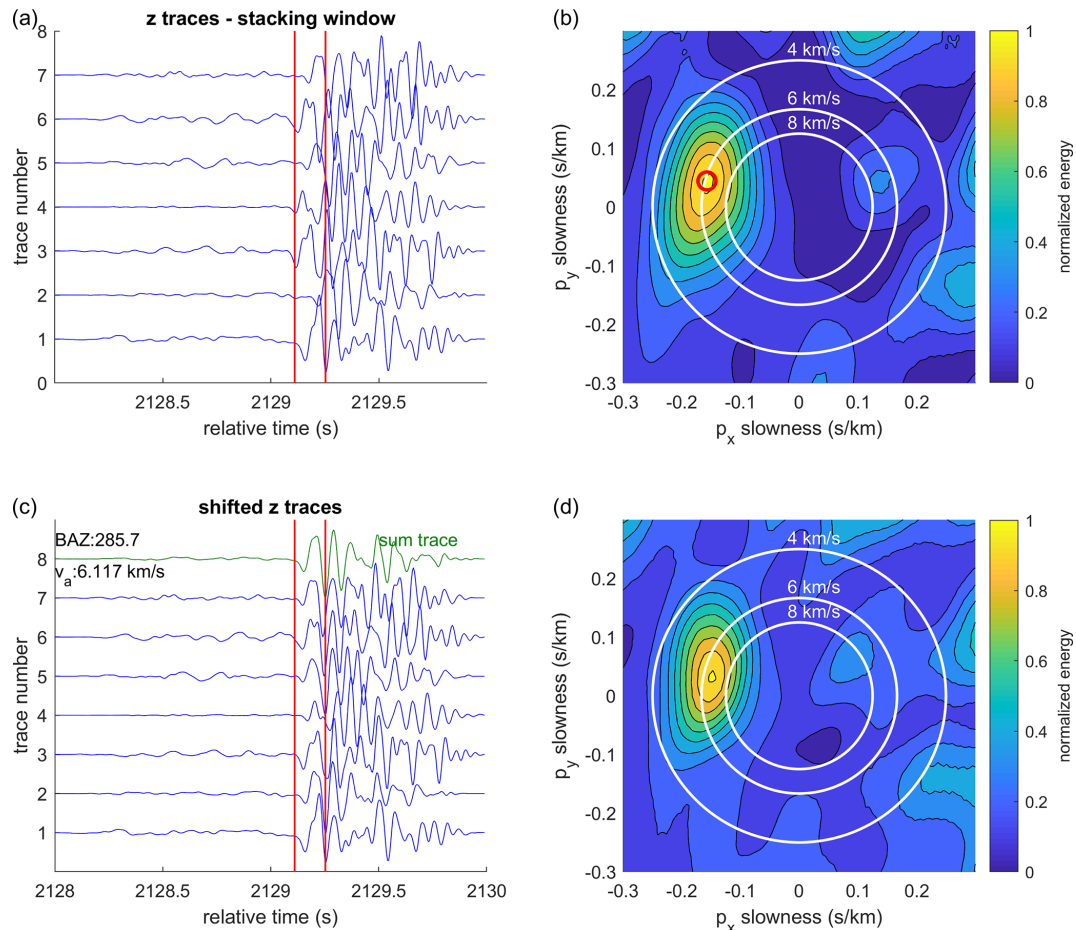 (a)
z traces - stacking window
8
7
6
5
4
3
2
1
0
trace number
2128.5
2129
2129.5
relative time (s)
(b)
4 km/s
6 km/s
8 km/s
0.2
0.1
0
-0.1
-0.2
-0.3
p_y slowness (s/km)
-0.3
-0.2
-0.1
0
0.1
0.2
p_x slowness (s/km)
1
0.8
0.6
0.4
0.2
0
normalized energy
(c)
shifted z traces
BAZ:285.7
sum trace
v_a:6.117 km/s
8
7
6
5
4
3
2
1
trace number
2128
2128.5
2129
2129.5
2130
relative time (s)
(d)
4 km/s
6 km/s
8 km/s
0.2
0.1
0
-0.1
-0.2
-0.3
p_y slowness (s/km)
-0.3
-0.2
-0.1
0
0.1
0.2
p_x slowness (s/km)
1
0.8
0.6
0.4
0.2
0
normalized energy